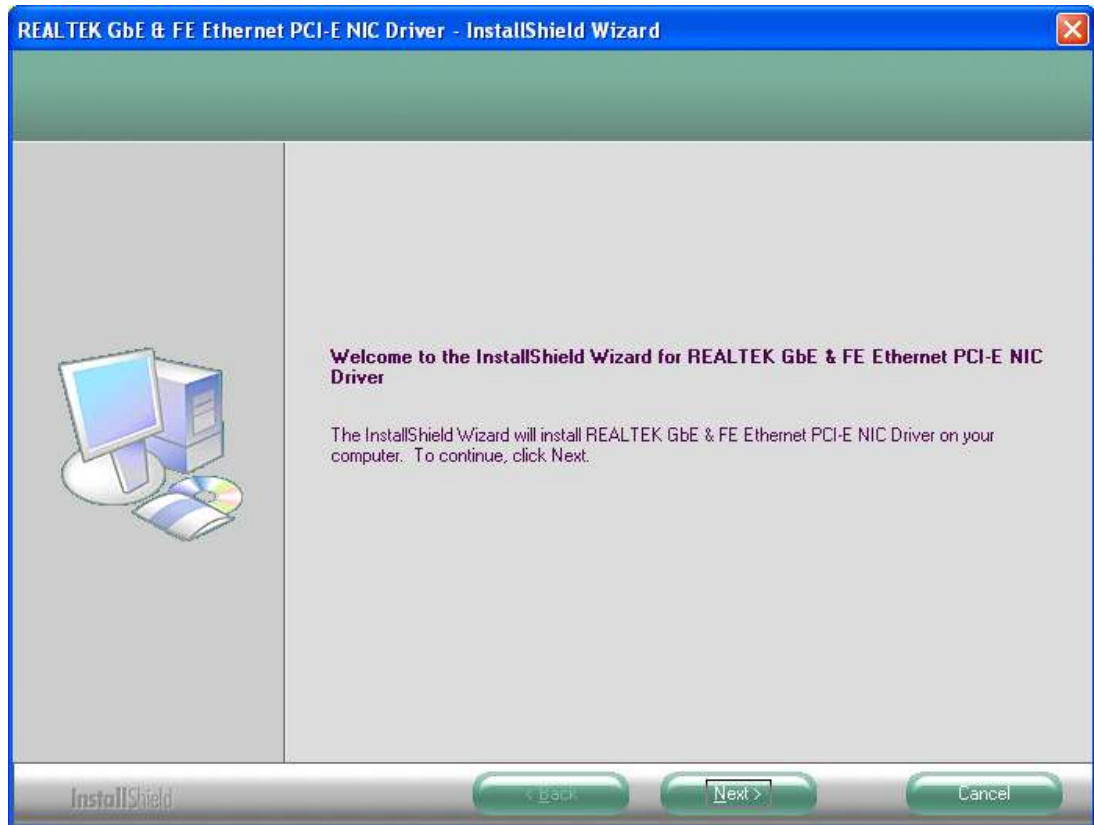 REALTEK GbE & FE Ethernet PCI-E NIC Driver - InstallShield Wizard
Welcome to the InstallShield Wizard for REALTEK GbE & FE Ethernet PCI-E NIC
Driver
The InstallShield Wizard will install REALTEK GbE & FE Ethernet PCI-E NIC Driver on your
computer. To continue, click Next.
InstallShield
< Back
Next >
Cancel